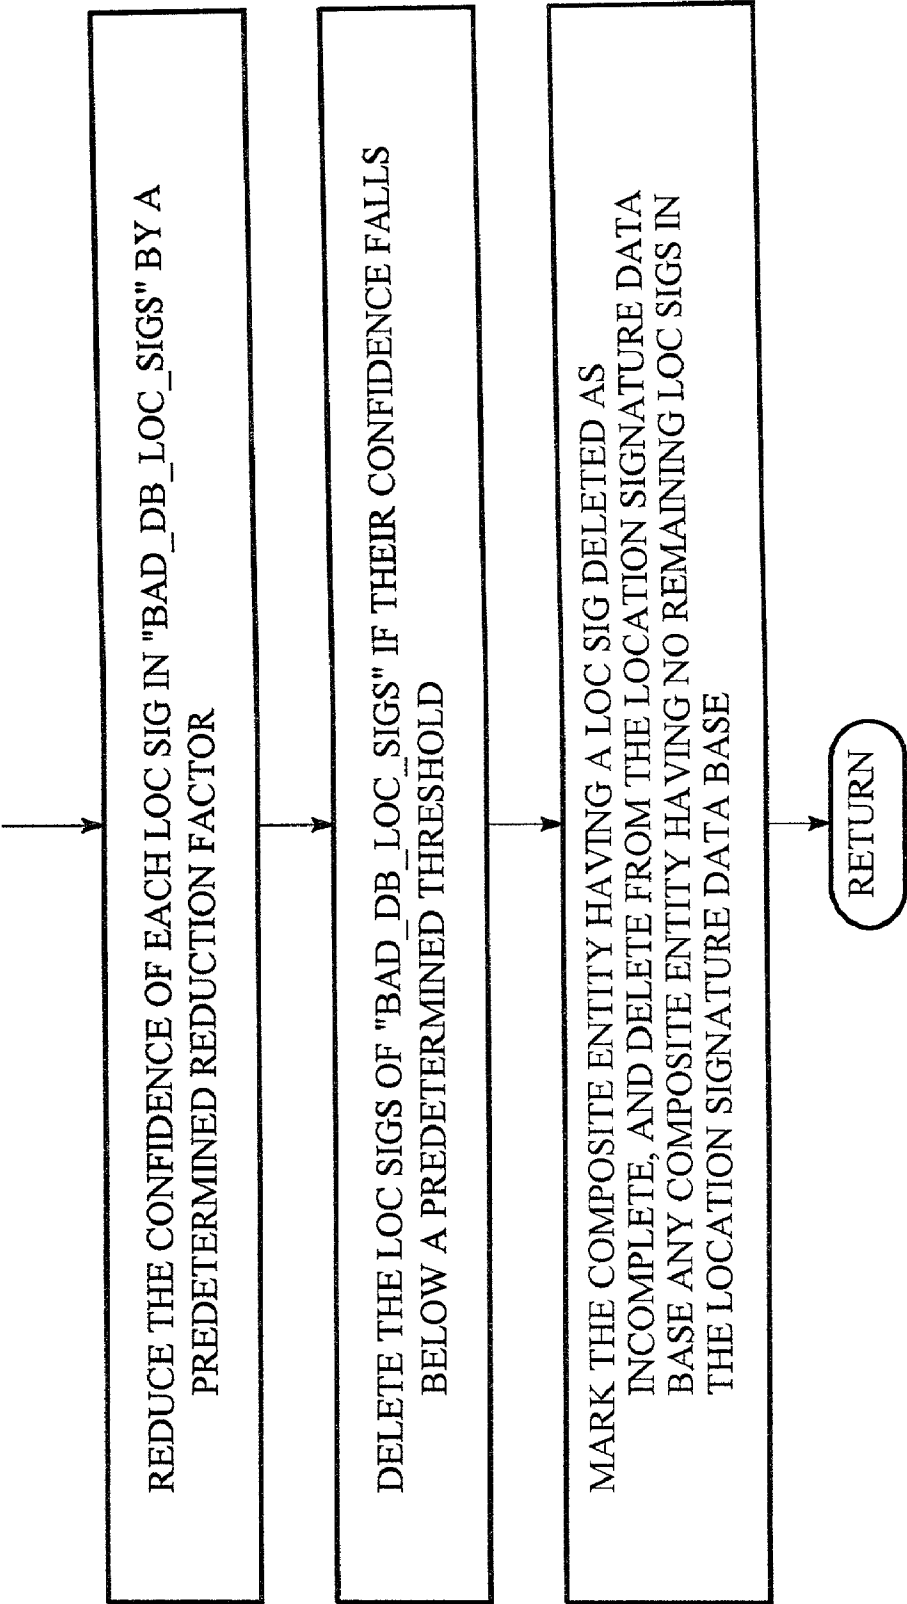 REDUCE THE CONFIDENCE OF EACH LOC SIG IN "BAD_DB_LOC_SIGS" BY A
PREDETERMINED REDUCTION FACTOR
DELETE THE LOC SIGS OF "BAD_DB_LOC_SIGS" IF THEIR CONFIDENCE FALLS
BELOW A PREDETERMINED THRESHOLD
MARK THE COMPOSITE ENTITY HAVING A LOC SIG DELETED AS
INCOMPLETE, AND DELETE FROM THE LOCATION SIGNATURE DATA
BASE ANY COMPOSITE ENTITY HAVING NO REMAINING LOC SIGS IN
THE LOCATION SIGNATURE DATA BASE
RETURN